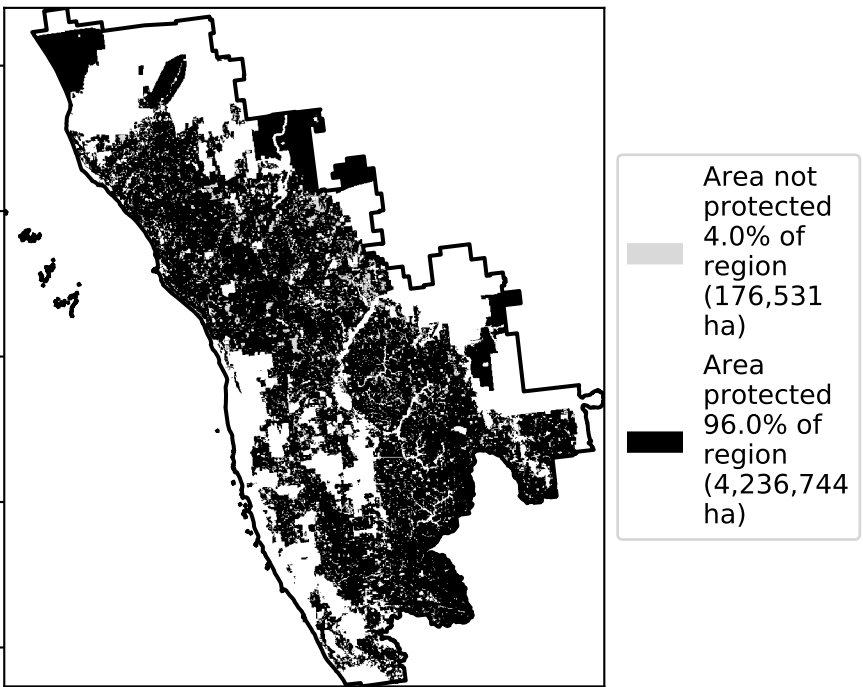 Area not
protected
4.0% of
region
(176,531
ha)
Area
protected
96.0% of
region
(4,236,744
ha)